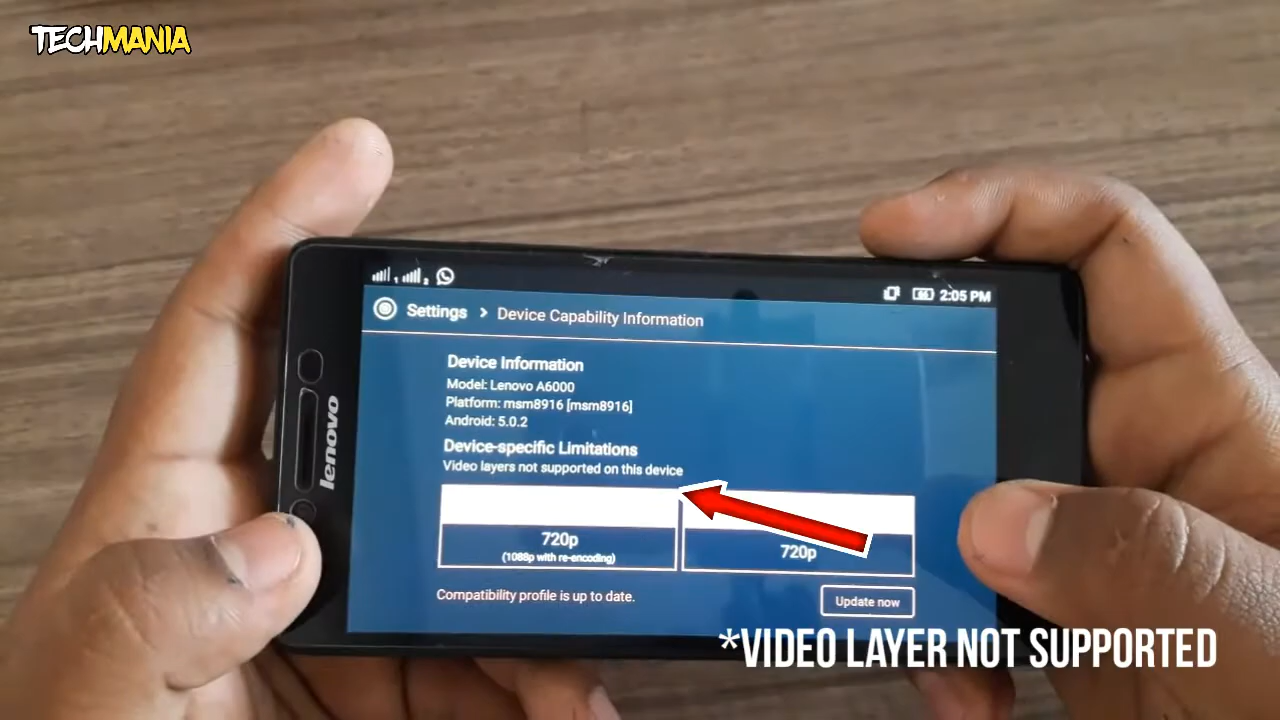 TECHMANIA
1 2 2:05 PM
Settings > Device Capability Information
Device Information
Model: Lenovo A6000
Platform: msm8916 [msm8916]
Android: 5.0.2
Device-specific Limitations
Video layers not supported on this device
720p
(1088p with re-encoding)
720p
Compatibility profile is up to date.
Update now
lenovo
*VIDEO LAYER NOT SUPPORTED